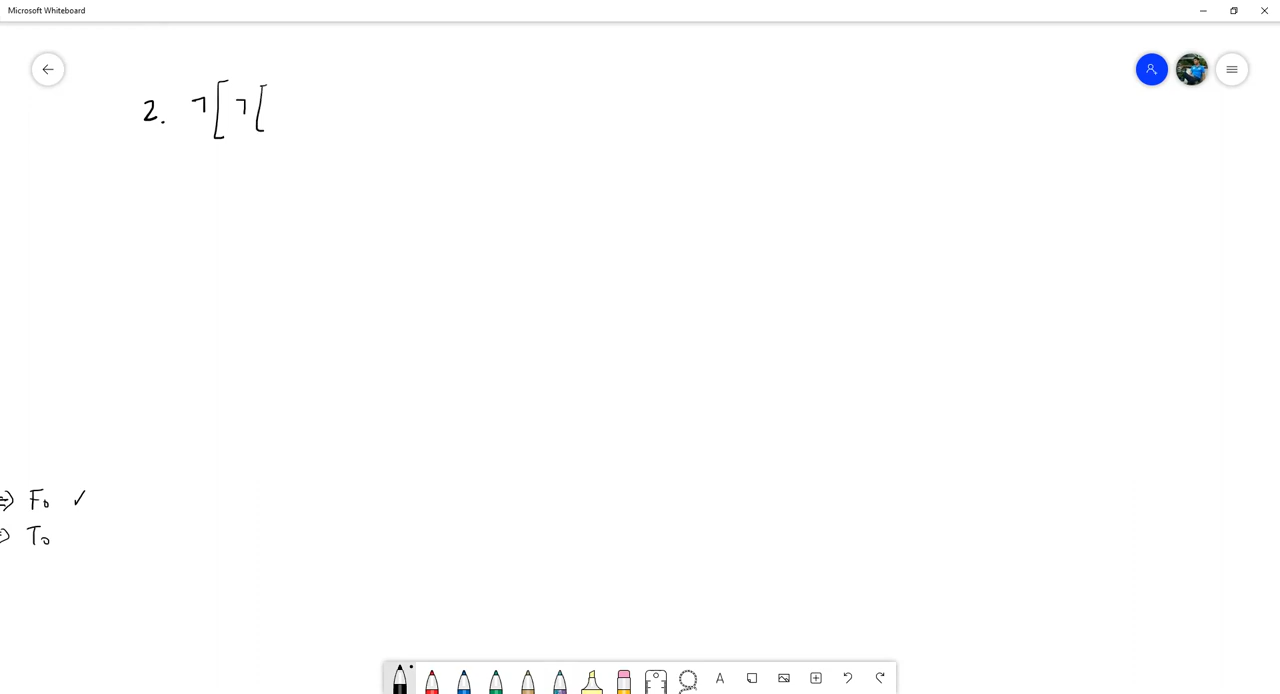 Microsoft Whiteboard
2. ¬[¬[
⇒ F₀ ✓
⇒ T₀
A